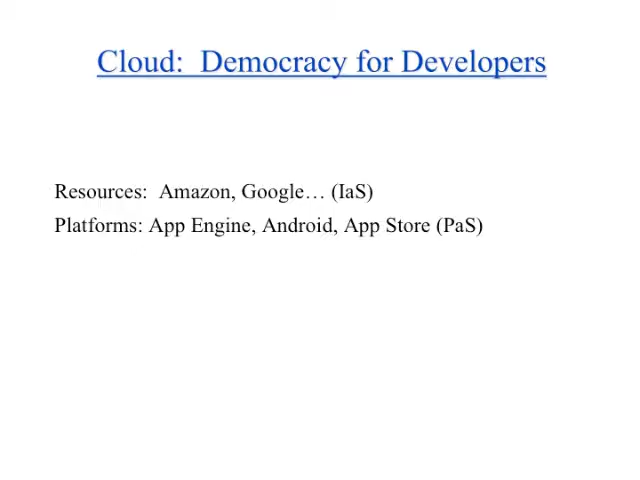 Cloud:  Democracy for Developers
Resources:  Amazon, Google… (IaS)
Platforms: App Engine, Android, App Store (PaS)